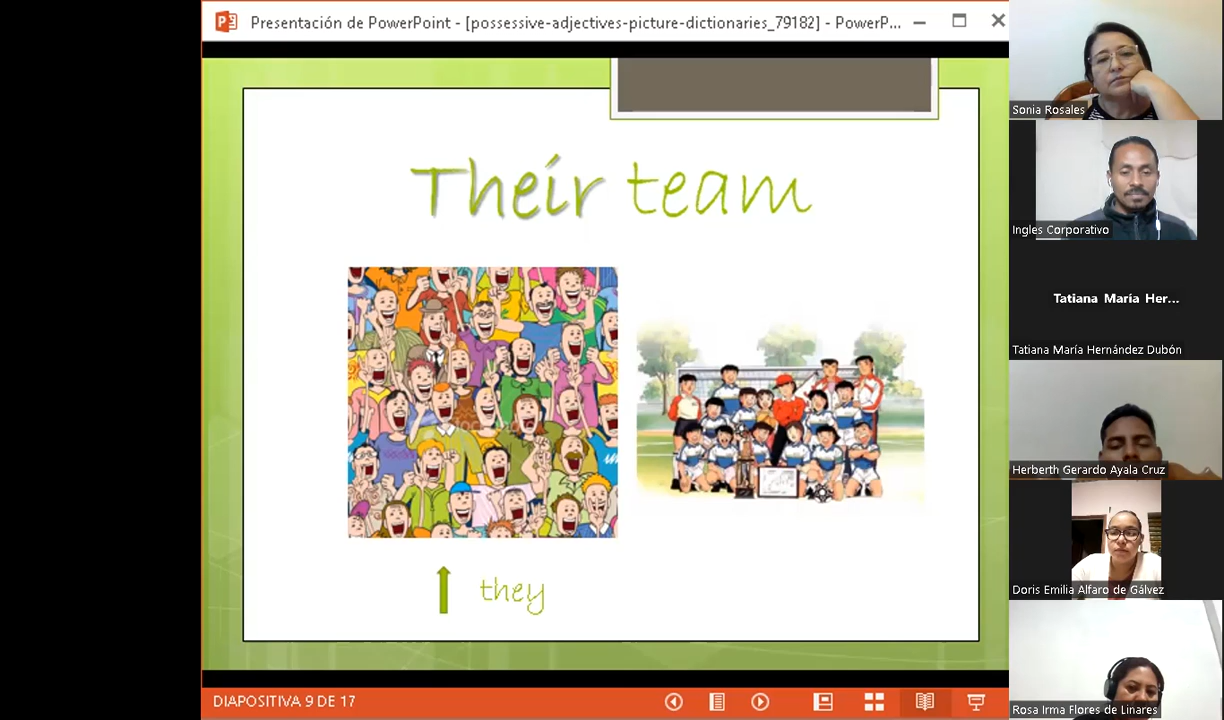 Presentación de PowerPoint - [possessive-adjectives-picture-dictionaries_79182] - PowerP...
Their team
they
DIAPOSITIVA 9 DE 17
Sonia Rosales
Ingles Corporativo
Tatiana María Her...
Tatiana María Hernández Dubón
Herberth Gerardo Ayala Cruz
Doris Emilia Alfaro de Gálvez
Rosa Irma Flores de Linares